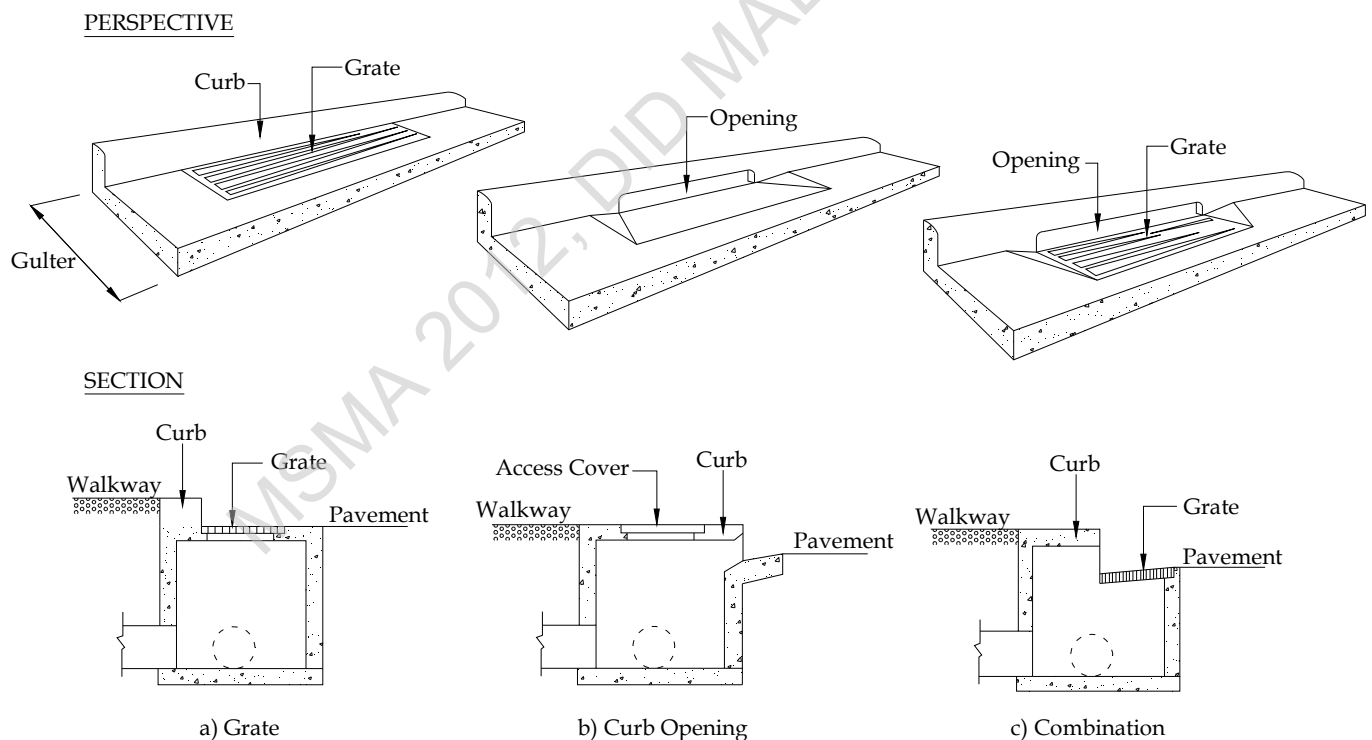 PERSPECTIVE
Curb
Grate
Gulter
Opening
Opening
Grate
SECTION
Curb
Grate
Walkway
Pavement
Access Cover
Curb
Walkway
Pavement
Curb
Grate
Walkway
Pavement
a) Grate
b) Curb Opening
c) Combination
MSMA 2012, DID